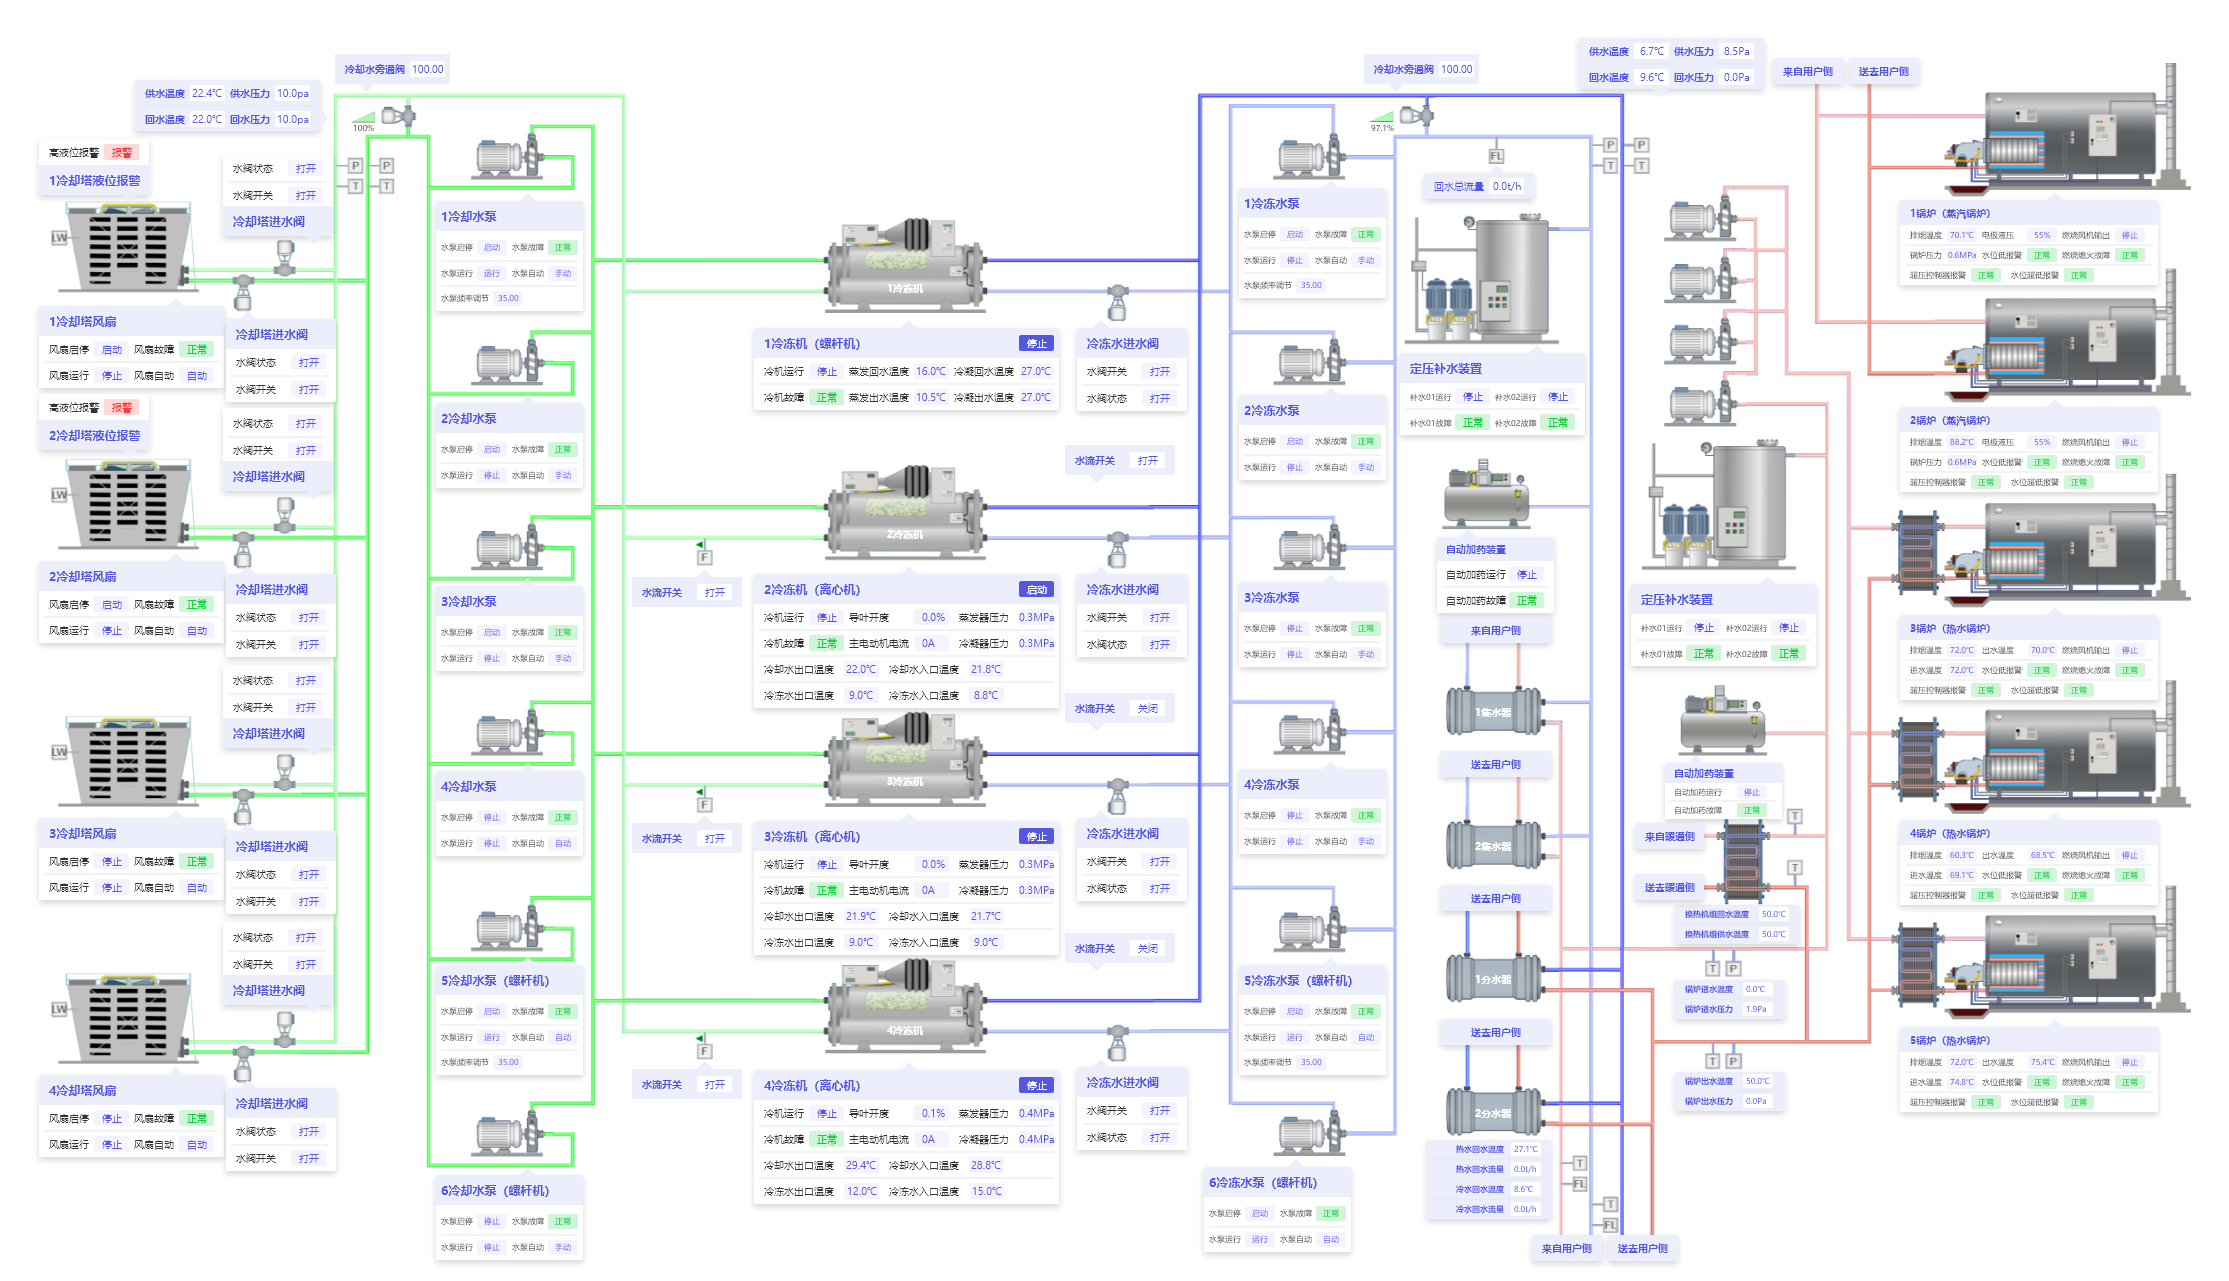 冷却水旁通阀 100.00
供水温度 22.4℃ 供水压力 10.0pa
回水温度 22.0℃ 回水压力 10.0pa
100%
P P
T T
高液位报警 报警
1冷却塔液位报警
水阀状态 打开
水阀开关 打开
冷却塔进水阀
LW
1冷却塔风扇
风扇启停 启动 风扇故障 正常
风扇运行 停止 风扇自动 自动
冷却塔进水阀
水阀状态 打开
水阀开关 打开
高液位报警 报警
2冷却塔液位报警
水阀状态 打开
水阀开关 打开
冷却塔进水阀
LW
2冷却塔风扇
风扇启停 启动 风扇故障 正常
风扇运行 停止 风扇自动 自动
冷却塔进水阀
水阀状态 打开
水阀开关 打开
水阀状态 打开
水阀开关 打开
冷却塔进水阀
LW
3冷却塔风扇
风扇启停 停止 风扇故障 正常
风扇运行 停止 风扇自动 自动
冷却塔进水阀
水阀状态 打开
水阀开关 打开
水阀状态 打开
水阀开关 打开
冷却塔进水阀
LW
4冷却塔风扇
风扇启停 停止 风扇故障 正常
风扇运行 停止 风扇自动 自动
冷却塔进水阀
水阀状态 打开
水阀开关 打开
1冷却水泵
水泵启停 启动 水泵故障 正常
水泵运行 运行 水泵自动 手动
水泵频率调节 35.00
2冷却水泵
水泵启停 启动 水泵故障 正常
水泵运行 停止 水泵自动 手动
3冷却水泵
水泵启停 启动 水泵故障 正常
水泵运行 停止 水泵自动 手动
4冷却水泵
水泵启停 停止 水泵故障 正常
水泵运行 停止 水泵自动 自动
5冷却水泵（螺杆机）
水泵启停 启动 水泵故障 正常
水泵运行 运行 水泵自动 自动
水泵频率调节 35.00
6冷却水泵（螺杆机）
水泵启停 停止 水泵故障 正常
水泵运行 停止 水泵自动 手动
F
水流开关 打开
F
水流开关 打开
F
水流开关 打开
1冷冻机
1冷冻机（螺杆机） 停止
冷机运行 停止 蒸发回水温度 16.0℃ 冷凝回水温度 27.0℃
冷机故障 正常 蒸发出水温度 10.5℃ 冷凝出水温度 27.0℃
冷冻水进水阀
水阀开关 打开
水阀状态 打开
水流开关 打开
2冷冻机
2冷冻机（离心机） 启动
冷机运行 停止 导叶开度 0.0% 蒸发器压力 0.3MPa
冷机故障 正常 主电动机电流 0A 冷凝器压力 0.3MPa
冷却水出口温度 22.0℃ 冷却水入口温度 21.8℃
冷冻水出口温度 9.0℃ 冷冻水入口温度 8.8℃
冷冻水进水阀
水阀开关 打开
水阀状态 打开
水流开关 关闭
3冷冻机
3冷冻机（离心机） 停止
冷机运行 停止 导叶开度 0.0% 蒸发器压力 0.3MPa
冷机故障 正常 主电动机电流 0A 冷凝器压力 0.3MPa
冷却水出口温度 21.9℃ 冷却水入口温度 21.7℃
冷冻水出口温度 9.0℃ 冷冻水入口温度 9.0℃
冷冻水进水阀
水阀开关 打开
水阀状态 打开
水流开关 关闭
4冷冻机
4冷冻机（离心机） 停止
冷机运行 停止 导叶开度 0.1% 蒸发器压力 0.4MPa
冷机故障 正常 主电动机电流 0A 冷凝器压力 0.4MPa
冷却水出口温度 29.4℃ 冷却水入口温度 28.8℃
冷冻水出口温度 12.0℃ 冷冻水入口温度 15.0℃
冷冻水进水阀
水阀开关 打开
水阀状态 打开
1冷冻水泵
水泵启停 启动 水泵故障 正常
水泵运行 停止 水泵自动 手动
水泵频率调节 35.00
2冷冻水泵
水泵启停 启动 水泵故障 正常
水泵运行 停止 水泵自动 手动
3冷冻水泵
水泵启停 停止 水泵故障 正常
水泵运行 停止 水泵自动 手动
4冷冻水泵
水泵启停 停止 水泵故障 正常
水泵运行 停止 水泵自动 手动
5冷冻水泵（螺杆机）
水泵启停 启动 水泵故障 正常
水泵运行 运行 水泵自动 自动
水泵频率调节 35.00
6冷冻水泵（螺杆机）
水泵启停 启动 水泵故障 正常
水泵运行 运行 水泵自动 自动
冷却水旁通阀 100.00
97.1%
供水温度 6.7℃ 供水压力 8.5Pa
回水温度 9.6℃ 回水压力 0.0Pa
FL
P P
T T
回水总流量 0.0t/h
定压补水装置
补水01运行 停止 补水02运行 停止
补水01故障 正常 补水02故障 正常
自动加药装置
自动加药运行 停止
自动加药故障 正常
来自用户侧
1集水器
送去用户侧
2集水器
送去用户侧
1分水器
送去用户侧
2分水器
热水回水温度 27.1℃
热水回水流量 0.0t/h
冷水回水温度 8.6℃
冷水回水流量 0.0t/h
T
FL
T
FL
来自用户侧 送去用户侧
来自用户侧 送去用户侧
定压补水装置
补水01运行 停止 补水02运行 停止
补水01故障 正常 补水02故障 正常
自动加药装置
自动加药运行 停止
自动加药故障 正常
T
来自暖通侧
T
送去暖通侧
换热机组回水温度 50.0℃
换热机组供水温度 50.0℃
T P
锅炉进水温度 0.0℃
锅炉进水压力 1.9Pa
T P
锅炉出水温度 50.0℃
锅炉出水压力 0.0Pa
1锅炉（蒸汽锅炉）
排烟温度 70.1℃ 电极液压 55% 燃烧风机输出 停止
锅炉压力 0.6MPa 水位低报警 正常 燃烧熄火故障 正常
超压控制器报警 正常 水位超低报警 正常
2锅炉（蒸汽锅炉）
排烟温度 88.2℃ 电极液压 55% 燃烧风机输出 停止
锅炉压力 0.6MPa 水位低报警 正常 燃烧熄火故障 正常
超压控制器报警 正常 水位超低报警 正常
3锅炉（热水锅炉）
排烟温度 72.0℃ 出水温度 70.0℃ 燃烧风机输出 停止
进水温度 72.0℃ 水位低报警 正常 燃烧熄火故障 正常
超压控制器报警 正常 水位超低报警 正常
4锅炉（热水锅炉）
排烟温度 60.3℃ 出水温度 68.5℃ 燃烧风机输出 停止
进水温度 69.1℃ 水位低报警 正常 燃烧熄火故障 正常
超压控制器报警 正常 水位超低报警 正常
5锅炉（热水锅炉）
排烟温度 72.0℃ 出水温度 75.4℃ 燃烧风机输出 停止
进水温度 74.8℃ 水位低报警 正常 燃烧熄火故障 正常
超压控制器报警 正常 水位超低报警 正常